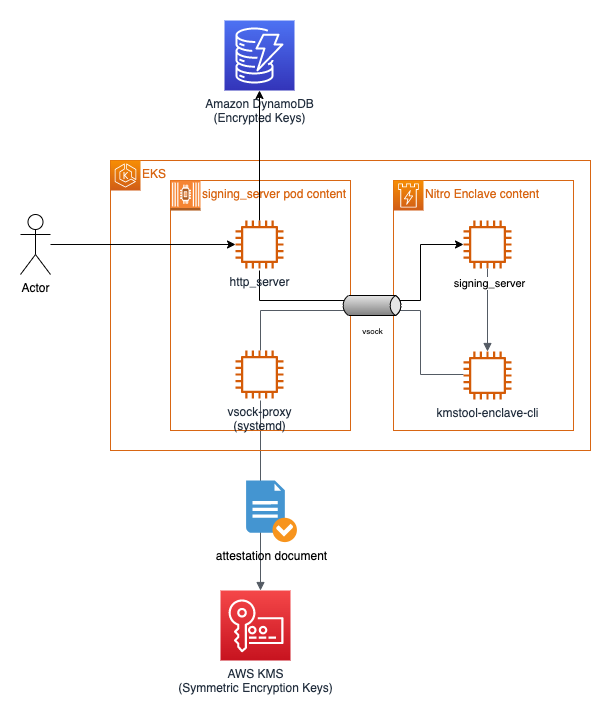 Amazon DynamoDB
(Encrypted Keys)
EKS
signing_server pod content
Nitro Enclave content
Actor
http_server
signing_server
vsock
vsock-proxy
(systemd)
kmstool-enclave-cli
attestation document
AWS KMS
(Symmetric Encryption Keys)